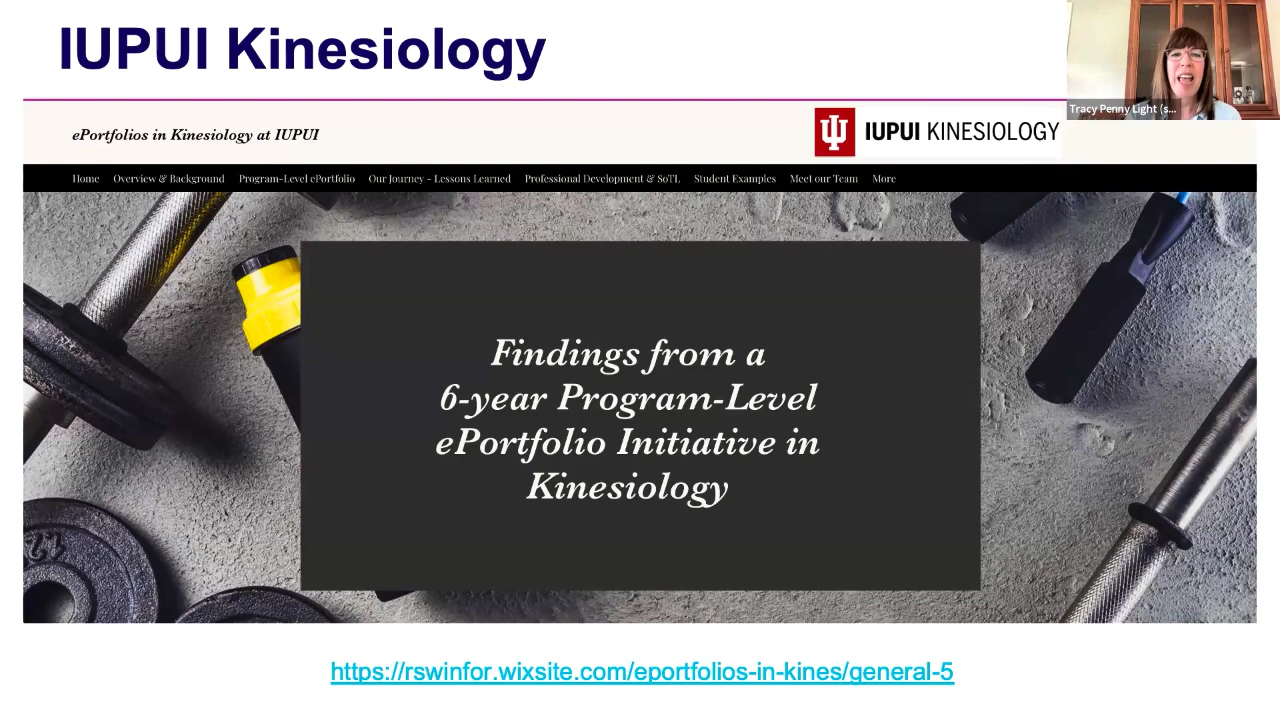 IUPUI Kinesiology
Tracy Penny Light (s...
ePortfolios in Kinesiology at IUPUI
IUPUI KINESIOLOGY
Home Overview & Background Program-Level ePortfolio Our Journey - Lessons Learned Professional Development & SoTL Student Examples Meet our Team More
Findings from a
6-year Program-Level
ePortfolio Initiative in
Kinesiology
https://rswinfor.wixsite.com/eportfolios-in-kines/general-5